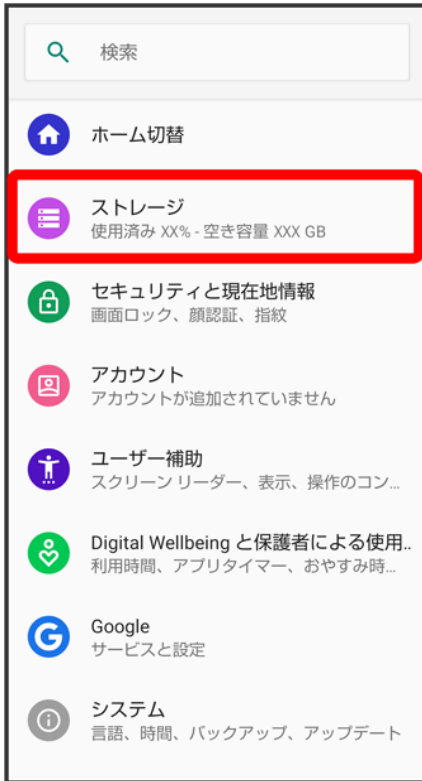 検索
ホーム切替
ストレージ
使用済み XX% - 空き容量 XXX GB
セキュリティと現在地情報
画面ロック、顔認証、指紋
アカウント
アカウントが追加されていません
ユーザー補助
スクリーン リーダー、表示、操作のコン...
Digital Wellbeing と保護者による使用..
利用時間、アプリタイマー、おやすみ時...
Google
サービスと設定
システム
言語、時間、バックアップ、アップデート